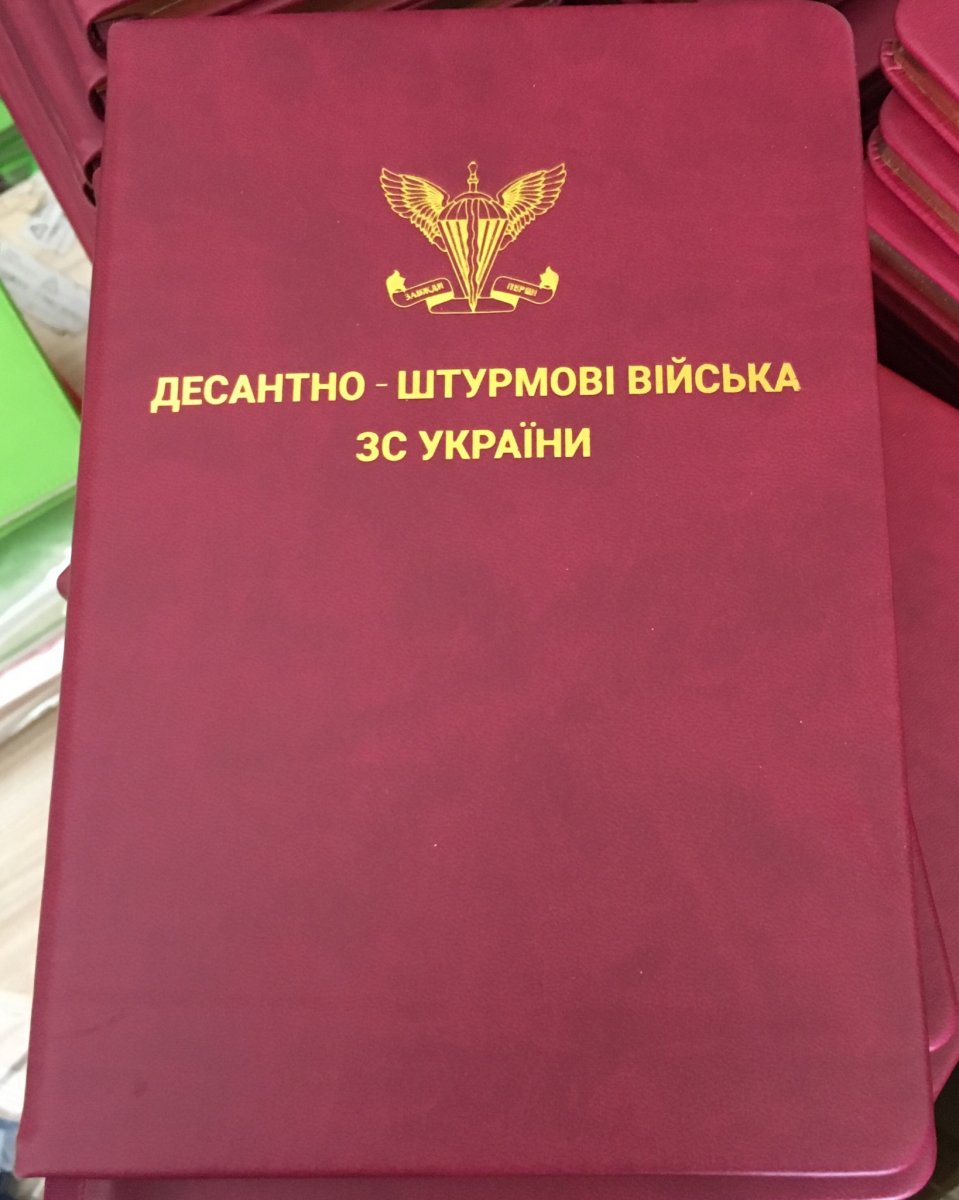 ЗАВЖДИ ПЕРШІ
ДЕСАНТНО - ШТУРМОВІ ВІЙСЬКА
ЗС УКРАЇНИ